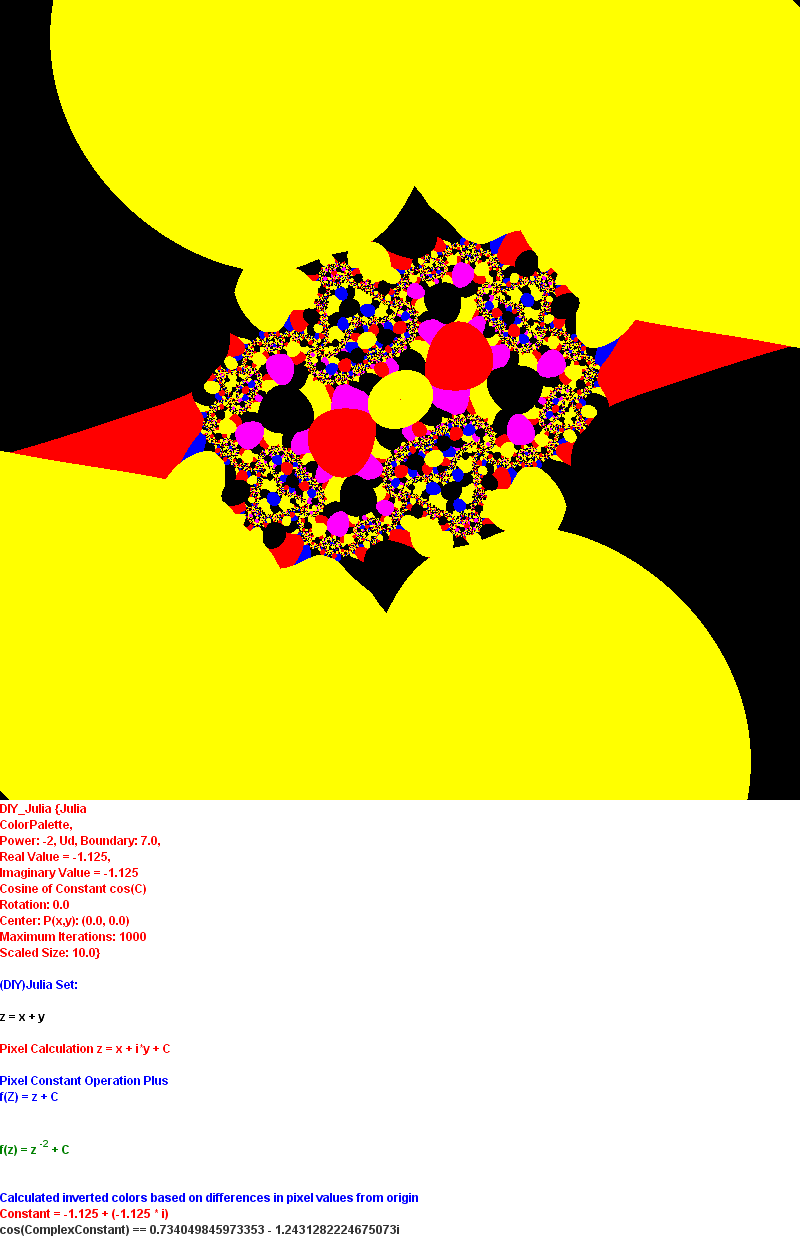 DIY_Julia {Julia
ColorPalette,
Power: -2, Ud, Boundary: 7.0,
Real Value = -1.125,
Imaginary Value = -1.125
Cosine of Constant cos(C)
Rotation: 0.0
Center: P(x,y): (0.0, 0.0)
Maximum Iterations: 1000
Scaled Size: 10.0}
(DIY)Julia Set:
z = x + y
Pixel Calculation z = x + i*y + C
Pixel Constant Operation Plus
f(Z) = z + C
f(z) = z -2 + C
Calculated inverted colors based on differences in pixel values from origin
Constant = -1.125 + (-1.125 * i)
cos(ComplexConstant) == 0.734049845973353 - 1.2431282224675073i